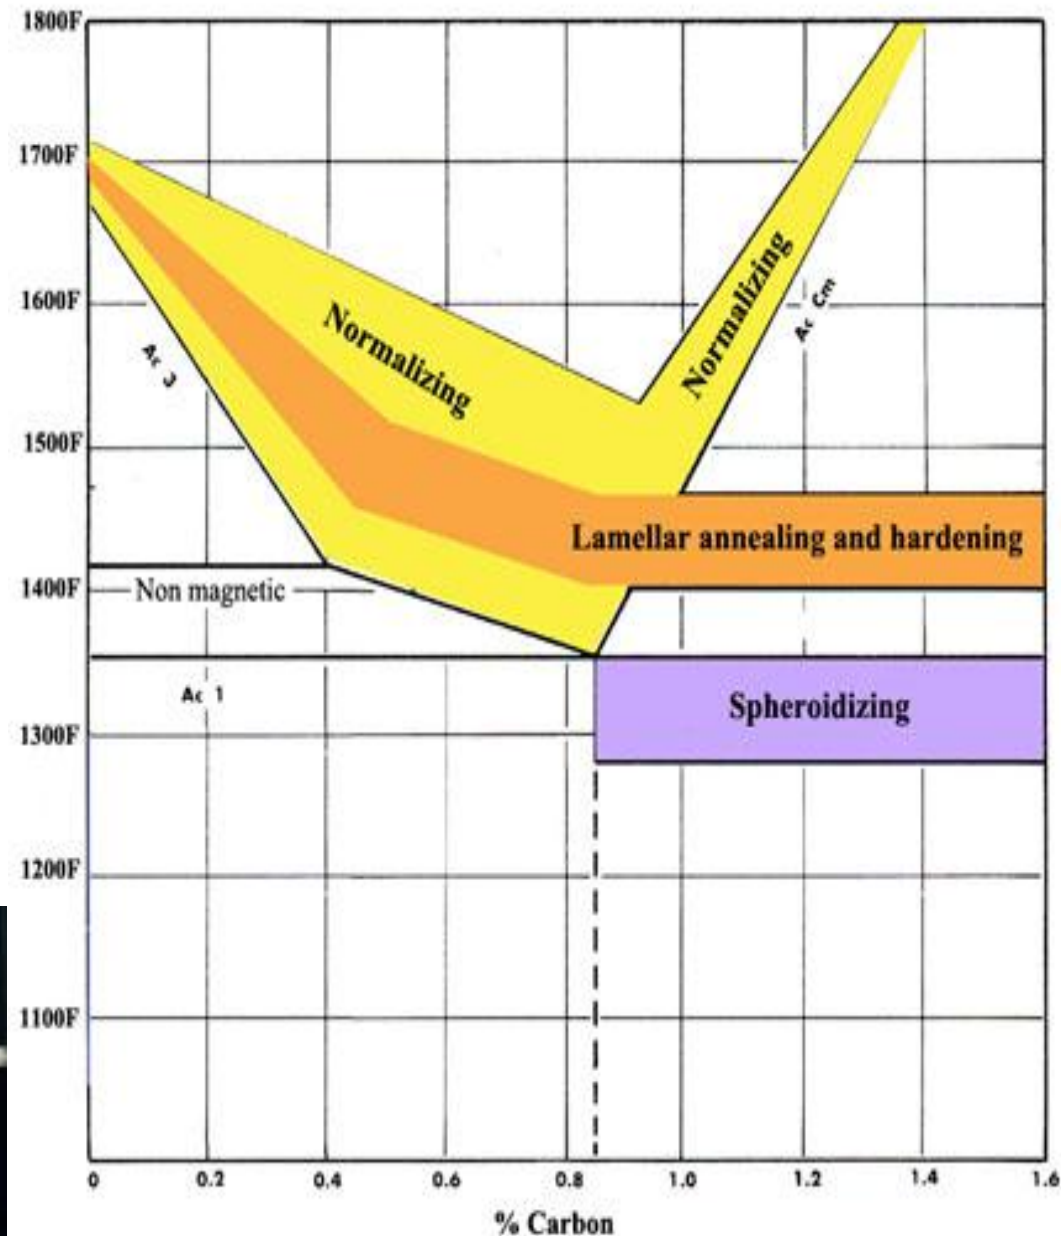 1800F
1700F
1600F
1500F
1400F
1300F
1200F
1100F
Normalizing
Normalizing
Ac 3
Ac Cm
Lamellar annealing and hardening
Non magnetic
Ac 1
Spheroidizing
0 0.2 0.4 0.6 0.8 1.0 1.2 1.4 1.6
% Carbon